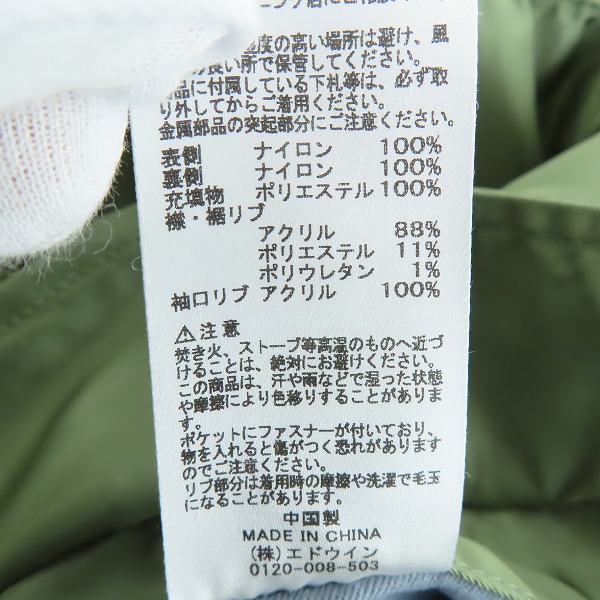 度の高い場所は避け、風
良い所で保管してください。
品に付属している下札等は、必ず取
り外してからご着用ください。
金属部品の突起部分にご注意ください。
表側 ナイロン 100%
裏側 ナイロン 100%
充填物 ポリエステル 100%
襟・裾リブ
アクリル 88%
ポリエステル 11%
ポリウレタン 1%
袖口リブ アクリル 100%
⚠注意
焚き火、ストーブ等高温のものへ近づ
けることは、絶対にお避けください。
この商品は、汗や雨などで湿った状態
や摩擦により色移りすることがありま
す。
ポケットにファスナーが付いており、
物を入れると傷がつく恐れがあります
のでご注意ください。
リブ部分は着用時の摩擦や洗濯で毛玉
になることがあります。
中国製
MADE IN CHINA
(株)エドウイン
0120-008-503